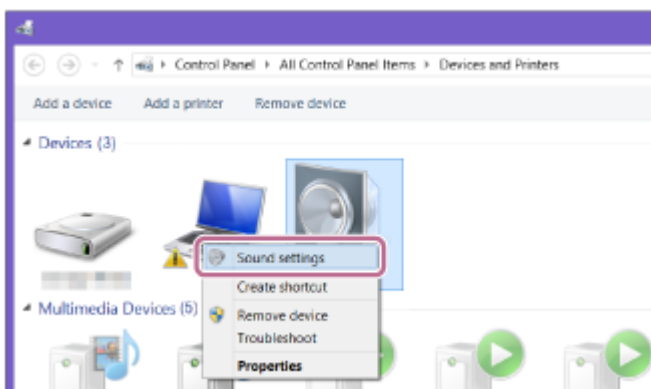 Control Panel All Control Panel Items Devices and Printers
Add a device Add a printer Remove device
Devices (3)
Sound settings
Create shortcut
Multimedia Devices (5)
Remove device
Troubleshoot
Properties